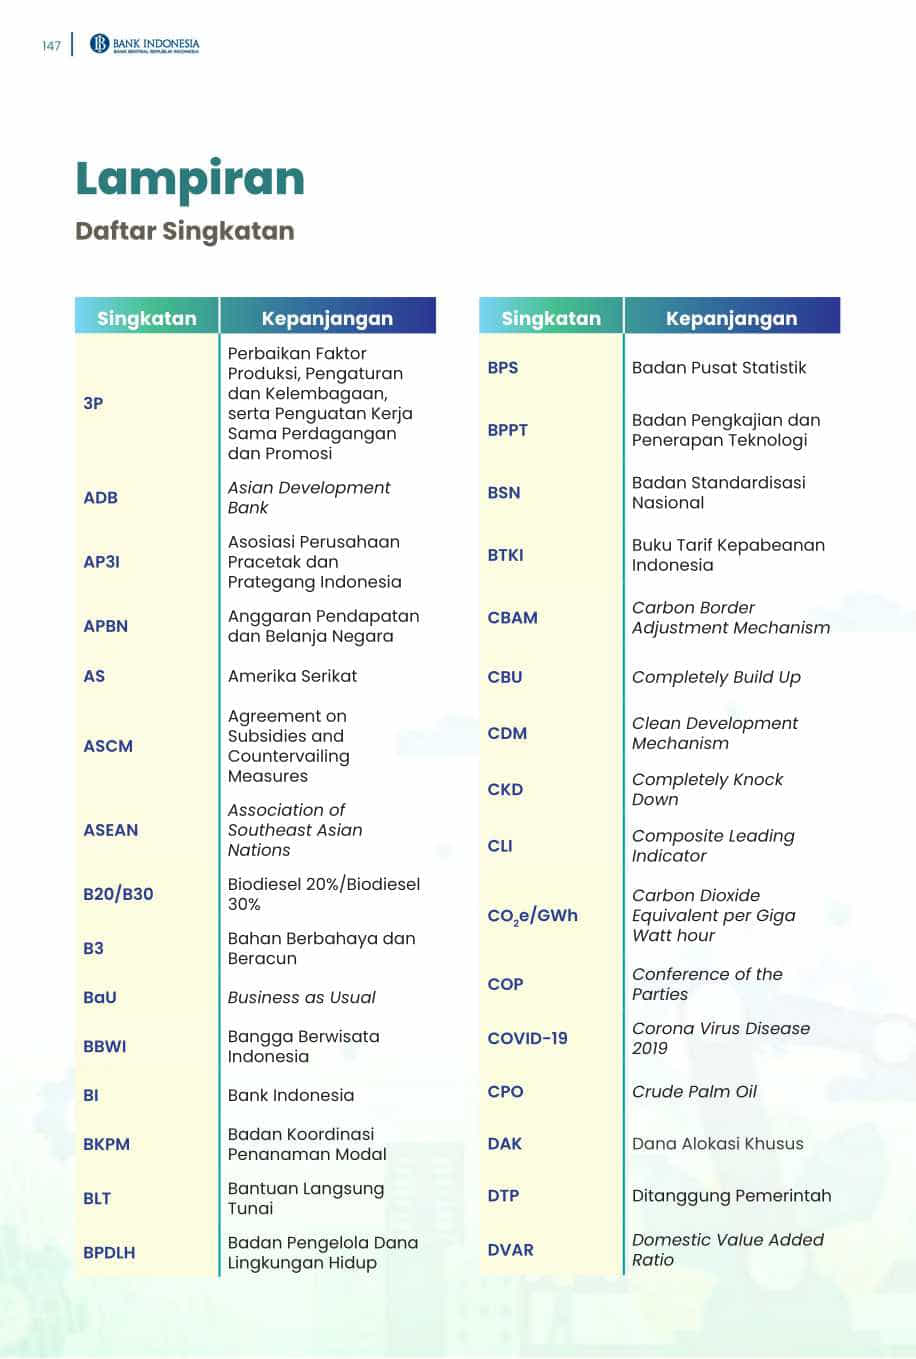 147
BANK INDONESIA
BANK SENTRAL REPUBLIK INDONESIA
Lampiran
Daftar Singkatan
Singkatan Kepanjangan
3P
Perbaikan Faktor
Produksi, Pengaturan
dan Kelembagaan,
serta Penguatan Kerja
Sama Perdagangan
dan Promosi
ADB
Asian Development
Bank
AP3I
Asosiasi Perusahaan
Pracetak dan
Prategang Indonesia
APBN
Anggaran Pendapatan
dan Belanja Negara
AS
Amerika Serikat
ASCM
Agreement on
Subsidies and
Countervailing
Measures
ASEAN
Association of
Southeast Asian
Nations
B20/B30
Biodiesel 20%/Biodiesel
30%
B3
Bahan Berbahaya dan
Beracun
BaU
Business as Usual
BBWI
Bangga Berwisata
Indonesia
BI
Bank Indonesia
BKPM
Badan Koordinasi
Penanaman Modal
BLT
Bantuan Langsung
Tunai
BPDLH
Badan Pengelola Dana
Lingkungan Hidup
Singkatan Kepanjangan
BPS
Badan Pusat Statistik
BPPT
Badan Pengkajian dan
Penerapan Teknologi
BSN
Badan Standardisasi
Nasional
BTKI
Buku Tarif Kepabeanan
Indonesia
CBAM
Carbon Border
Adjustment Mechanism
CBU
Completely Build Up
CDM
Clean Development
Mechanism
CKD
Completely Knock
Down
CLI
Composite Leading
Indicator
CO₂e/GWh
Carbon Dioxide
Equivalent per Giga
Watt hour
COP
Conference of the
Parties
COVID-19
Corona Virus Disease
2019
CPO
Crude Palm Oil
DAK
Dana Alokasi Khusus
DTP
Ditanggung Pemerintah
DVAR
Domestic Value Added
Ratio